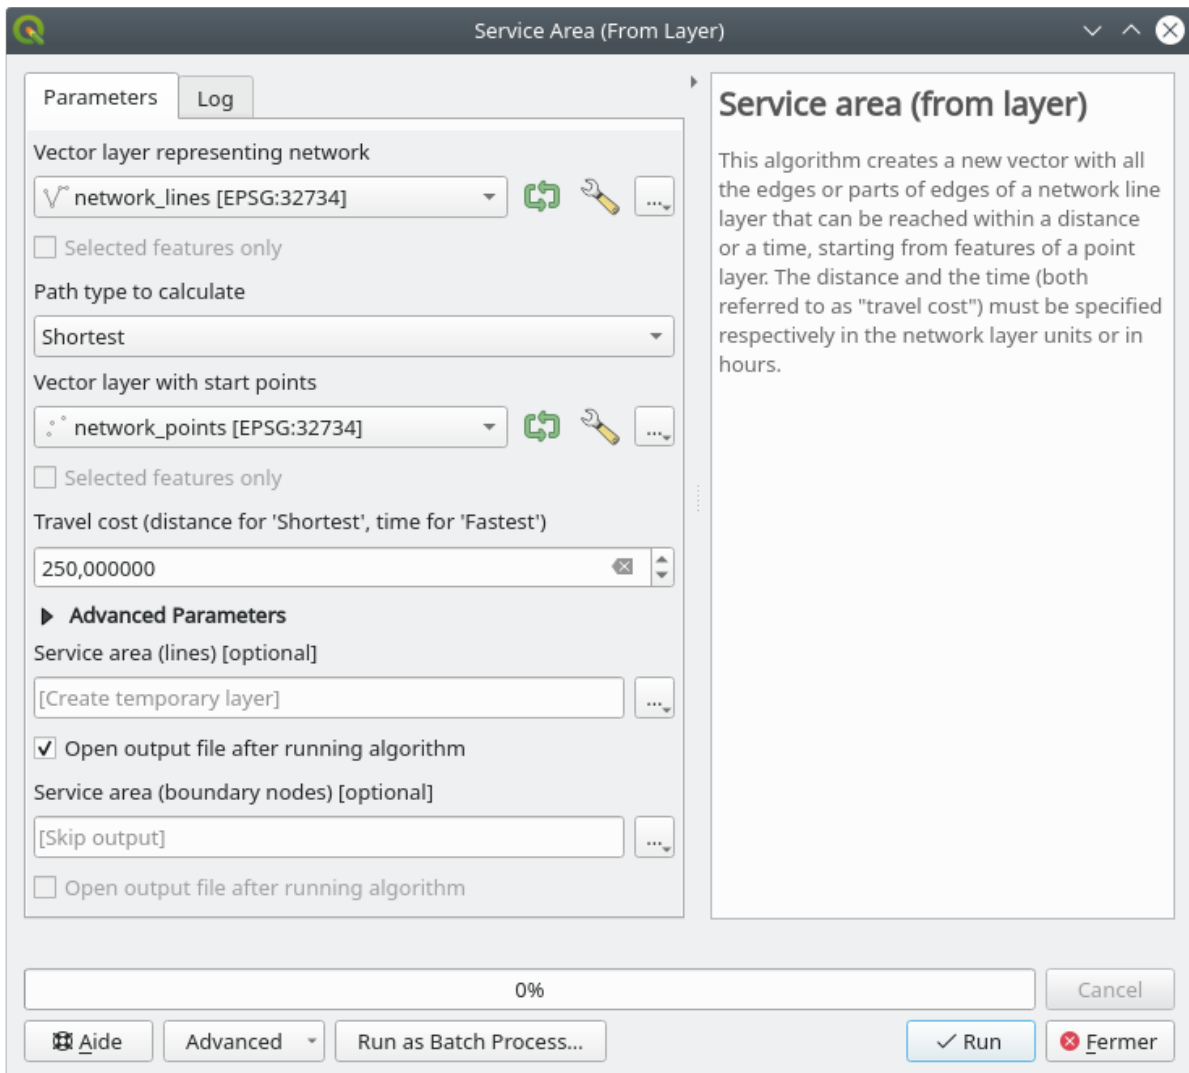 Service Area (From Layer)
Parameters
Log
Vector layer representing network
network_lines [EPSG:32734]
...
Selected features only
Path type to calculate
Shortest
Vector layer with start points
network_points [EPSG:32734]
...
Selected features only
Travel cost (distance for 'Shortest', time for 'Fastest')
250,000000
Advanced Parameters
Service area (lines) [optional]
[Create temporary layer]
...
Open output file after running algorithm
Service area (boundary nodes) [optional]
[Skip output]
...
Open output file after running algorithm
Service area (from layer)
This algorithm creates a new vector with all
the edges or parts of edges of a network line
layer that can be reached within a distance
or a time, starting from features of a point
layer. The distance and the time (both
referred to as "travel cost") must be specified
respectively in the network layer units or in
hours.
0%
Cancel
Aide
Advanced
Run as Batch Process...
Run
Fermer